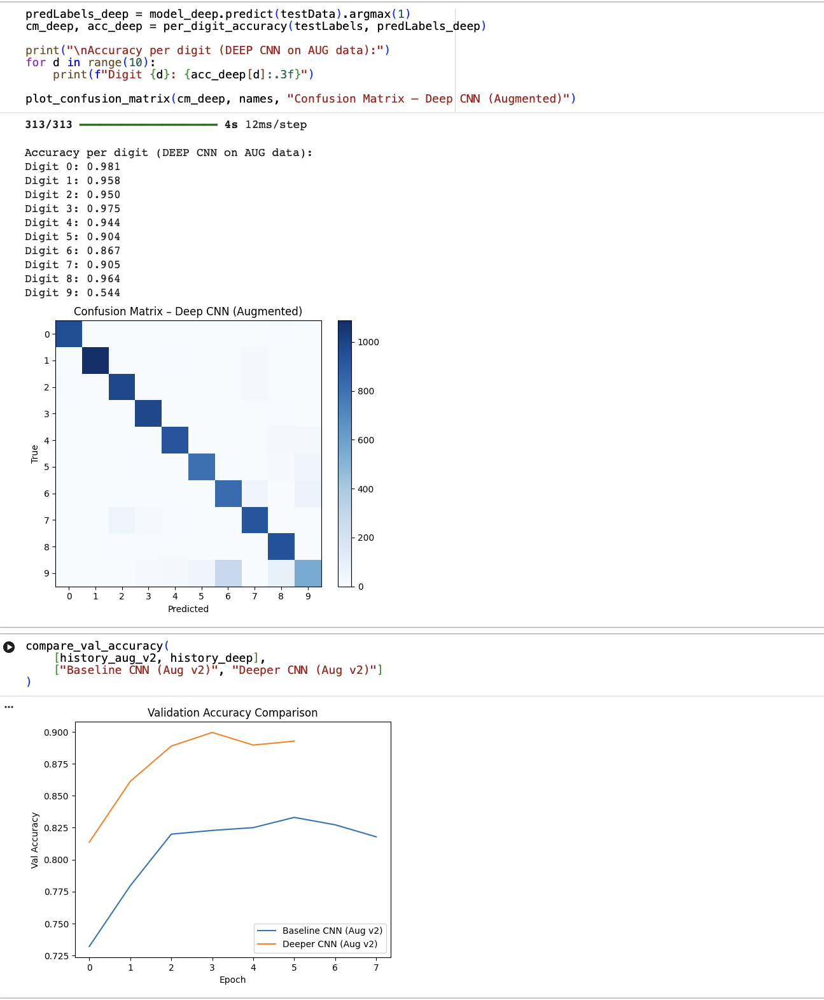 predLabels_deep = model_deep.predict(testData).argmax(1)
cm_deep, acc_deep = per_digit_accuracy(testLabels, predLabels_deep)
print("\nAccuracy per digit (DEEP CNN on AUG data):")
for d in range(10):
    print(f"Digit {d}: {acc_deep[d]:.3f}")
plot_confusion_matrix(cm_deep, names, "Confusion Matrix – Deep CNN (Augmented)")
313/313 ━━━━━━━━━━━━━━━━━━━━ 4s 12ms/step
Accuracy per digit (DEEP CNN on AUG data):
Digit 0: 0.981
Digit 1: 0.958
Digit 2: 0.950
Digit 3: 0.975
Digit 4: 0.944
Digit 5: 0.904
Digit 6: 0.867
Digit 7: 0.905
Digit 8: 0.964
Digit 9: 0.544
Confusion Matrix – Deep CNN (Augmented)
True
0
1
2
3
4
5
6
7
8
9
0 1 2 3 4 5 6 7 8 9
Predicted
1000
800
600
400
200
0
compare_val_accuracy(
    [history_aug_v2, history_deep],
    ["Baseline CNN (Aug v2)", "Deeper CNN (Aug v2)"]
)
Validation Accuracy Comparison
Val Accuracy
0.900
0.875
0.850
0.825
0.800
0.775
0.750
0.725
Baseline CNN (Aug v2)
Deeper CNN (Aug v2)
0 1 2 3 4 5 6 7
Epoch